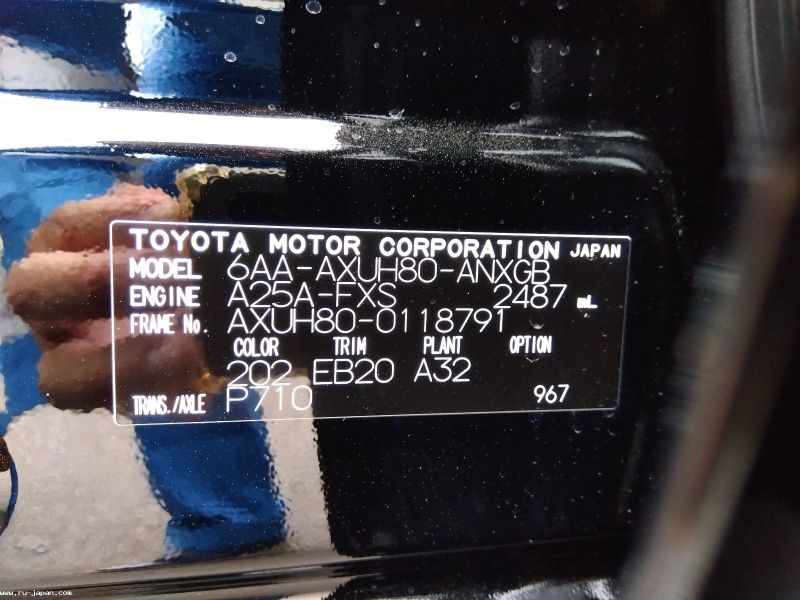 TOYOTA MOTOR CORPORATION JAPAN
MODEL 6AA-AXUH80-ANXGB
ENGINE A25A-FXS 2487 mL
FRAME No. AXUH80-0118791
COLOR TRIM PLANT OPTION
202 EB20 A32
TRANS./AXLE P710 967
www.ru-japan.com